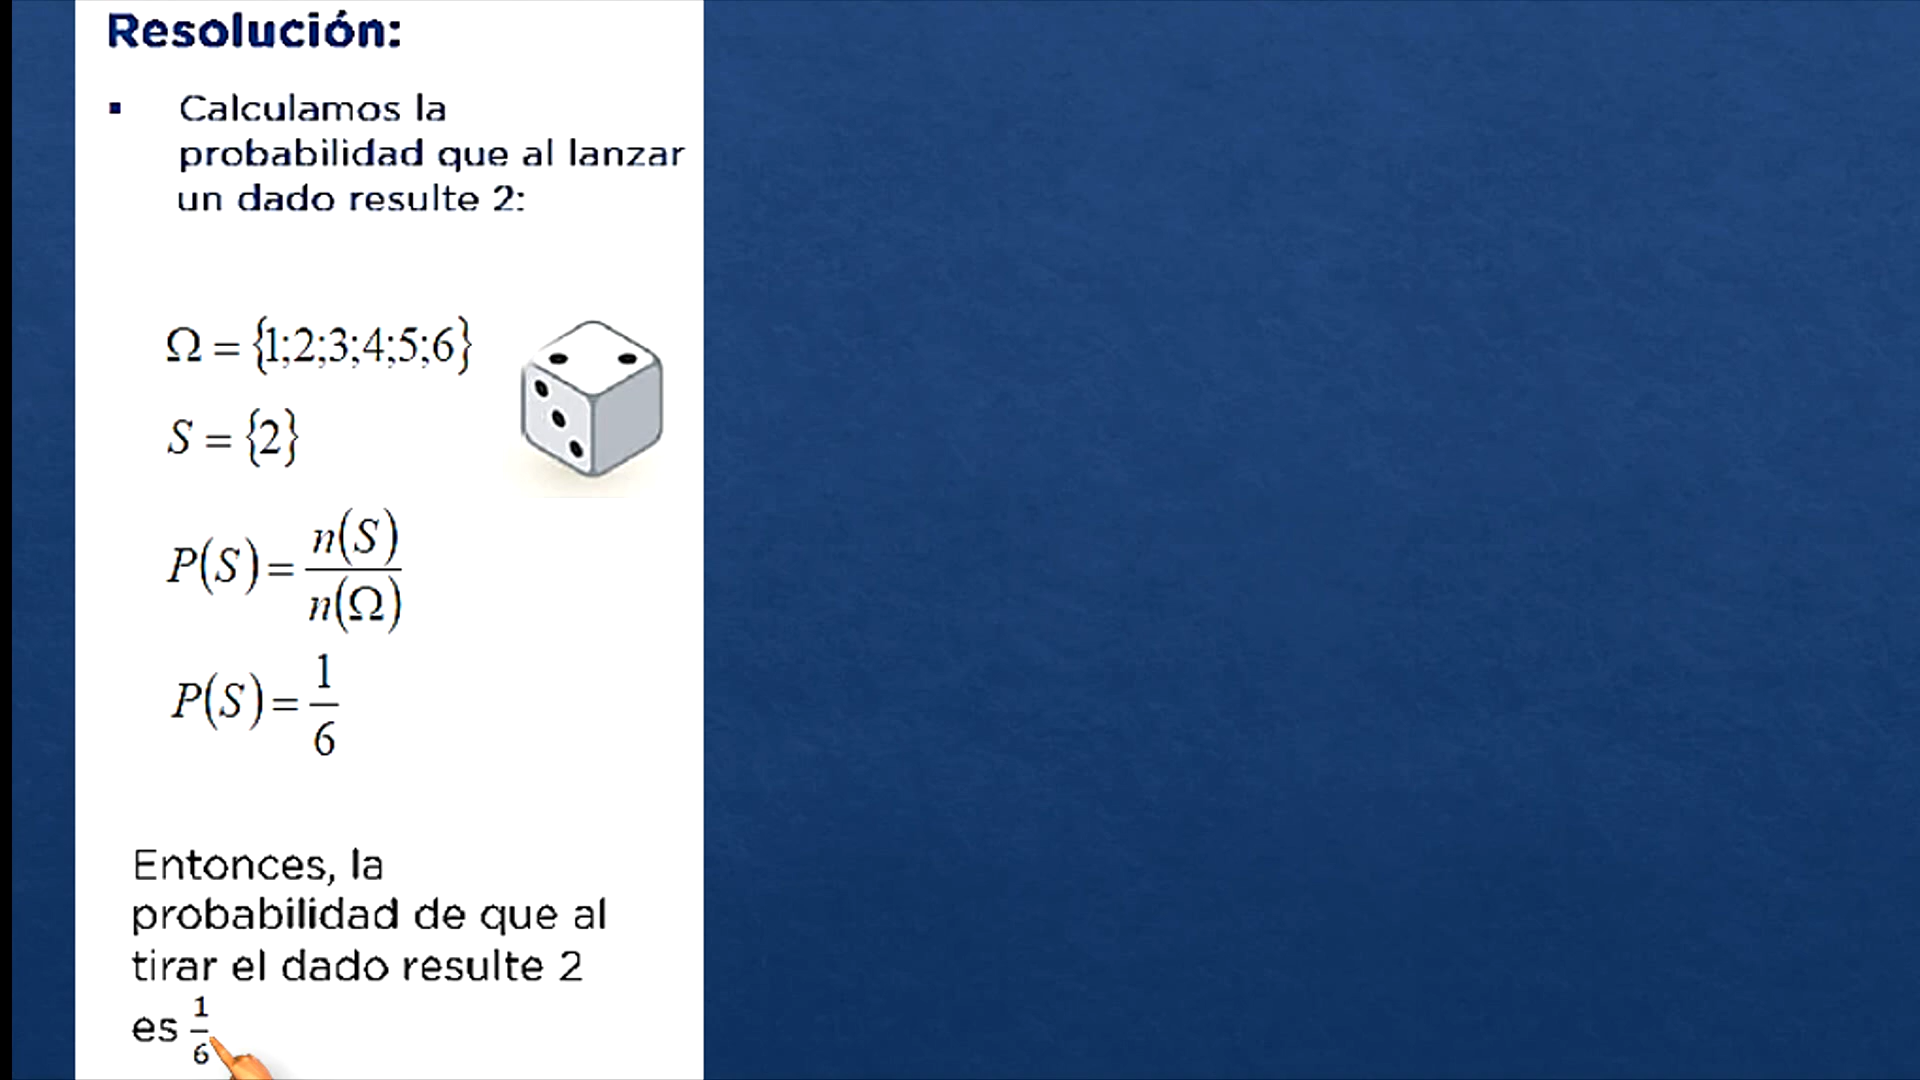 Resolución:
▪ Calculamos la
probabilidad que al lanzar
un dado resulte 2:
Ω = {1;2;3;4;5;6}
S = {2}
P(S) = n(S) / n(Ω)
P(S) = 1 / 6
Entonces, la
probabilidad de que al
tirar el dado resulte 2
es 1/6